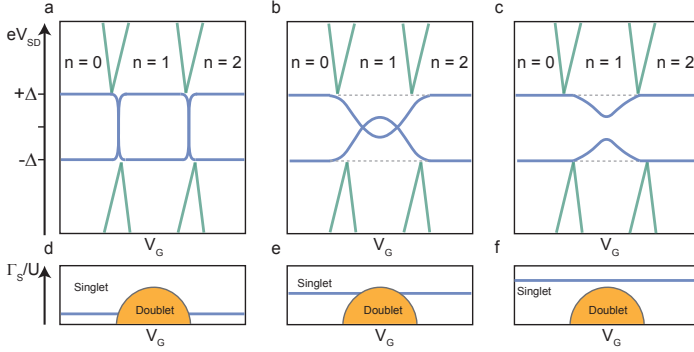 a b c
eV_SD
n = 0 n = 1 n = 2 n = 0 n = 1 n = 2 n = 0 n = 1 n = 2
+Δ
-
-Δ
V_G V_G V_G
d e f
Γ_S/U
Singlet Singlet Singlet
Doublet Doublet Doublet
V_G V_G V_G